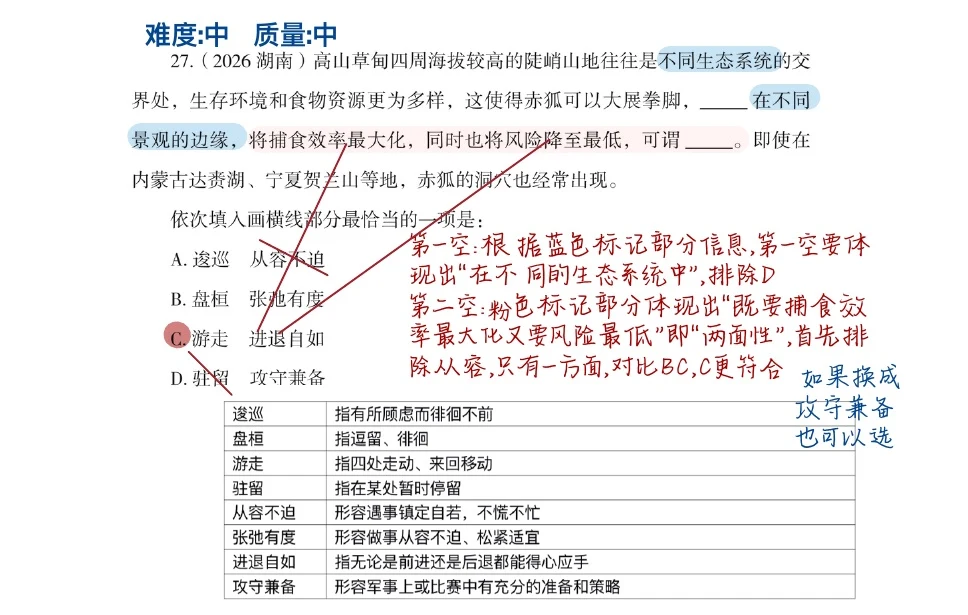 难度:中 质量:中
27.（2026 湖南）高山草甸四周海拔较高的陡峭山地往往是不同生态系统的交
界处，生存环境和食物资源更为多样，这使得赤狐可以大展拳脚，_____ 在不同
景观的边缘，将捕食效率最大化，同时也将风险降至最低，可谓 _____。即使在
内蒙古达赉湖、宁夏贺兰山等地，赤狐的洞穴也经常出现。
依次填入画横线部分最恰当的一项是：
A. 逡巡 从容不迫
B. 盘桓 张弛有度
C. 游走 进退自如
D. 驻留 攻守兼备
第一空:根据蓝色标记部分信息,第一空要体
现出“在不同的生态系统中”,排除D
第二空:粉色标记部分体现出“既要捕食效
率最大化又要风险最低”即“两面性”,首先排
除从容,只有一方面,对比BC,C更符合
如果换成
攻守兼备
也可以选
逡巡 指有所顾虑而徘徊不前
盘桓 指逗留、徘徊
游走 指四处走动、来回移动
驻留 指在某处暂时停留
从容不迫 形容遇事镇定自若，不慌不忙
张弛有度 形容做事从容不迫、松紧适宜
进退自如 指无论是前进还是后退都能得心应手
攻守兼备 形容军事上或比赛中有充分的准备和策略